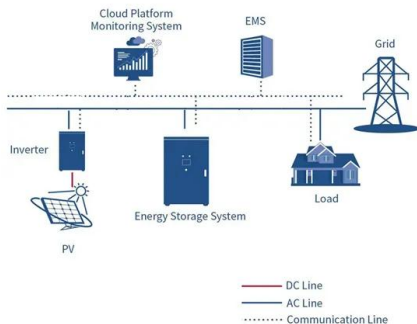 Cloud Platform
Monitoring System
EMS
Grid
Inverter
Energy Storage System
Load
PV
DC Line
AC Line
Communication Line